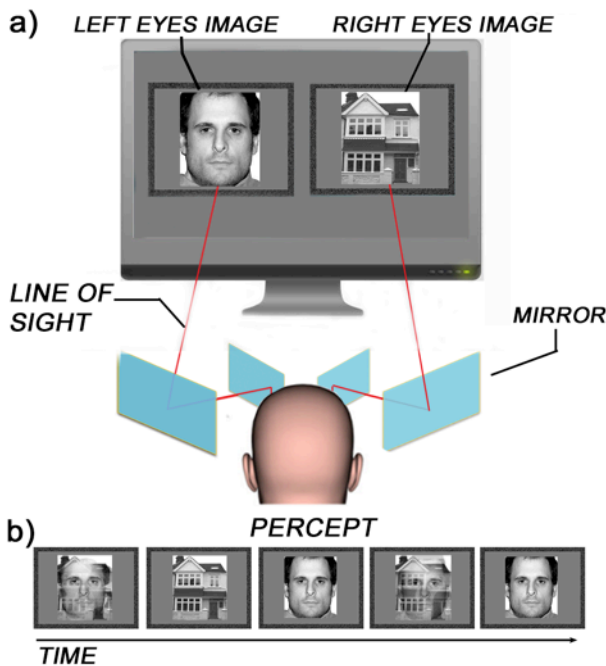 a)
LEFT EYES IMAGE
RIGHT EYES IMAGE
LINE OF
SIGHT
MIRROR
b)
PERCEPT
TIME